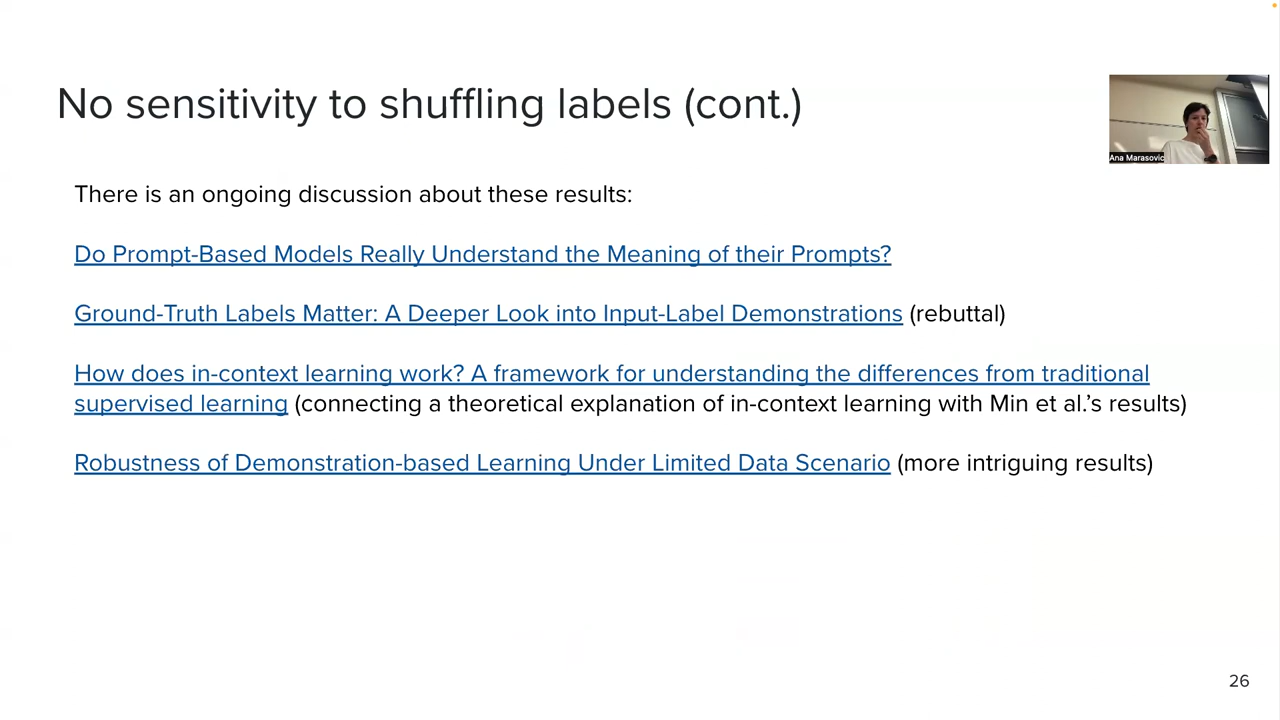 No sensitivity to shuffling labels (cont.)
Ana Marasovic
There is an ongoing discussion about these results:
Do Prompt-Based Models Really Understand the Meaning of their Prompts?
Ground-Truth Labels Matter: A Deeper Look into Input-Label Demonstrations (rebuttal)
How does in-context learning work? A framework for understanding the differences from traditional
supervised learning (connecting a theoretical explanation of in-context learning with Min et al.’s results)
Robustness of Demonstration-based Learning Under Limited Data Scenario (more intriguing results)
26